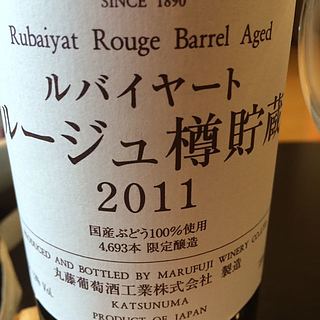 SINCE 1890
Rubaiyat Rouge Barrel Aged
ルバイヤート
ルージュ樽貯蔵
2011
国産ぶどう100%使用
4,693本 限定醸造
PRODUCED AND BOTTLED BY MARUFUJI WINERY CO.
丸藤葡萄酒工業株式会社 製造
Vol.
KATSUNUMA
PRODUCT OF JAPAN